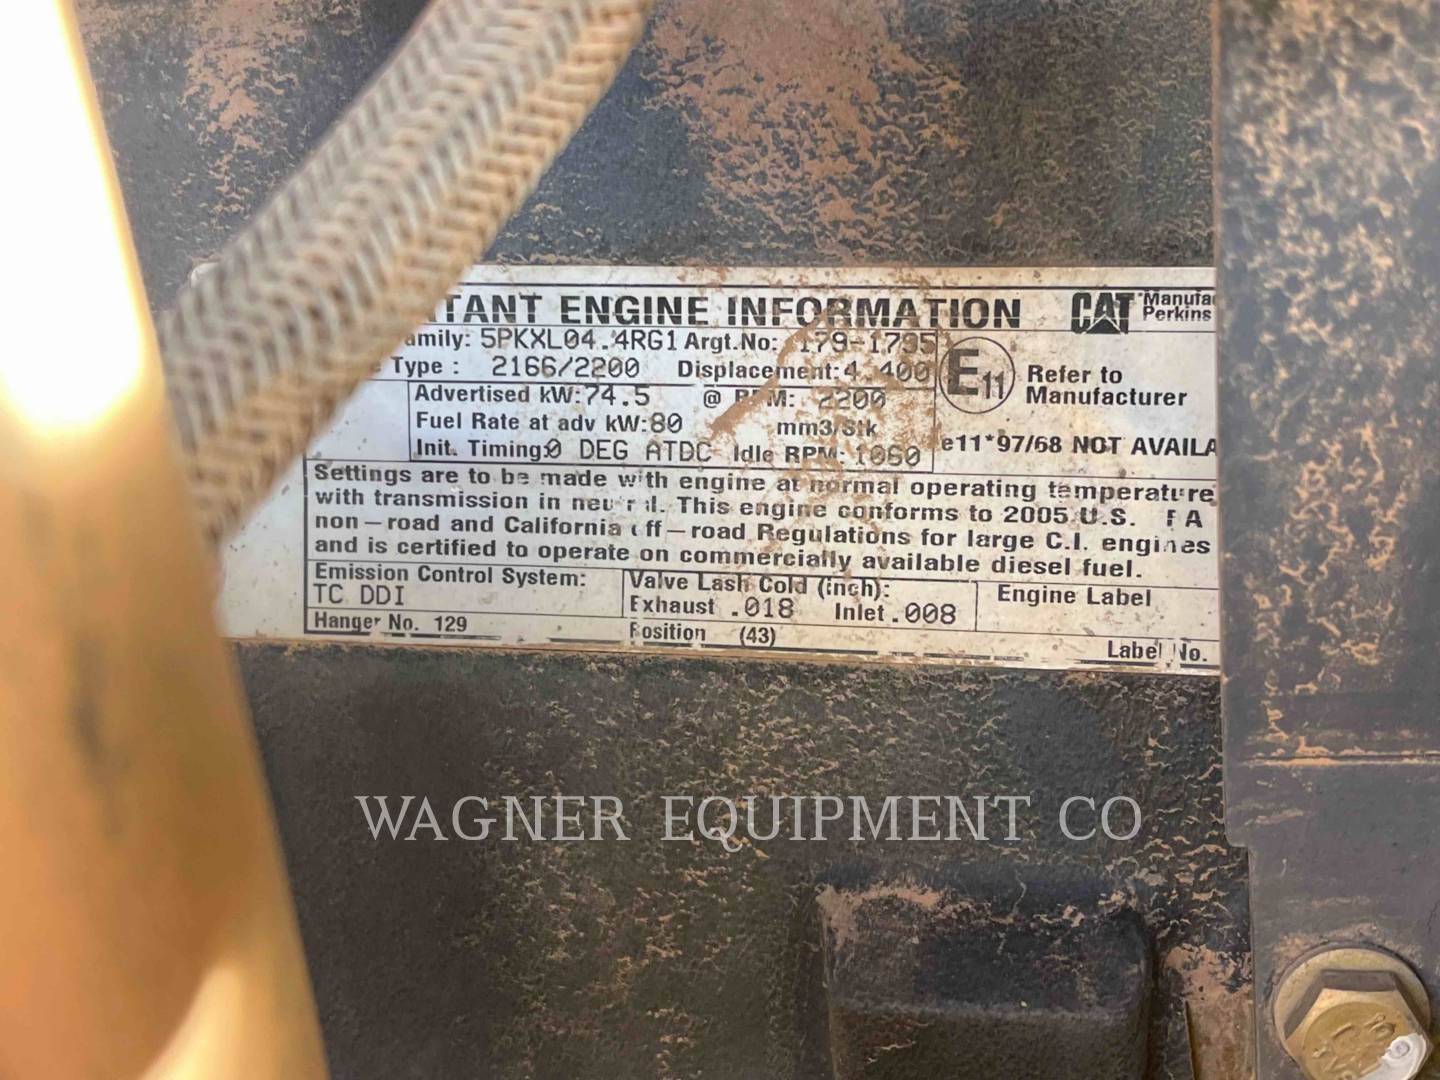 TANT ENGINE INFORMATION CAT Manufa
Perkins
amily: 5PKXL04.4RG1 Argt.No: 179-1795
Type : 2166/2200 Displacement:4.400 E11 Refer to
Manufacturer
Advertised kW:74.5 @ RPM: 2200
Fuel Rate at adv kW:80 mm3/Stk
Init. Timing:0 DEG ATDC Idle RPM: 1060 e11*97/68 NOT AVAILA
Settings are to be made with engine at normal operating temperature
with transmission in neutral. This engine conforms to 2005 U.S. PA
non-road and California off-road Regulations for large C.I. engines
and is certified to operate on commercially available diesel fuel.
Emission Control System: Valve Lash Cold (inch): Engine Label
TC DDI Exhaust .018 Inlet .008
Hanger No. 129 Position (43) Label No.
WAGNER EQUIPMENT CO